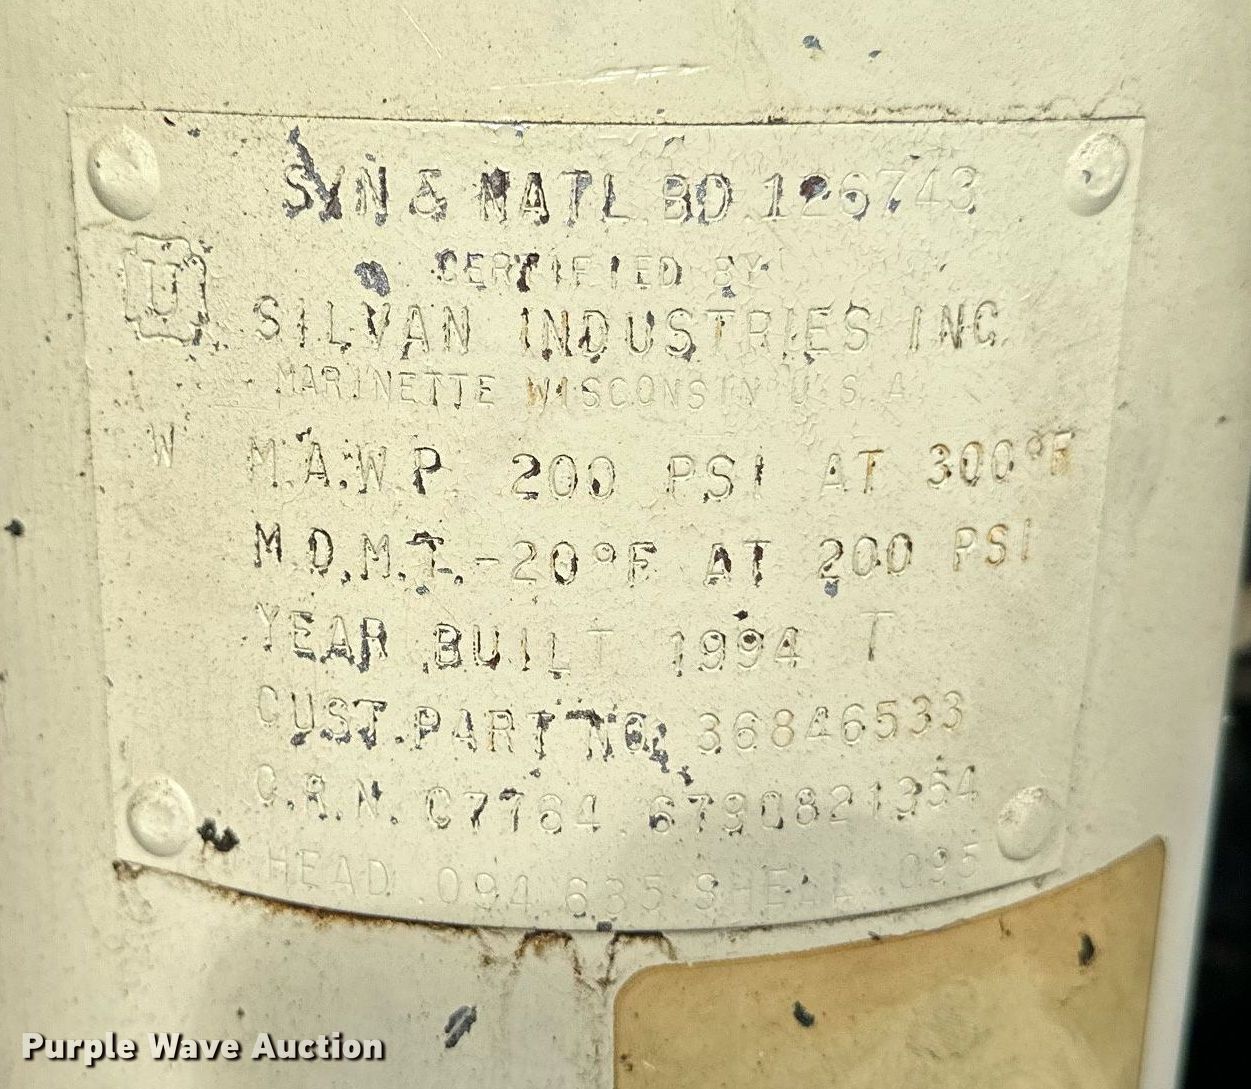 S/N & NATL BD 126743
U
CERTIFIED BY
SILVAN INDUSTRIES INC.
MARINETTE WISCONSIN U.S.A.
W M.A.W.P. 200 PSI AT 300°F
M.D.M.T. -20°F AT 200 PSI
YEAR BUILT 1994 T
CUST. PART NO. 36846533
C.R.N. C7764.6790821354
HEAD .094 635 SHELL .095
Purple Wave Auction